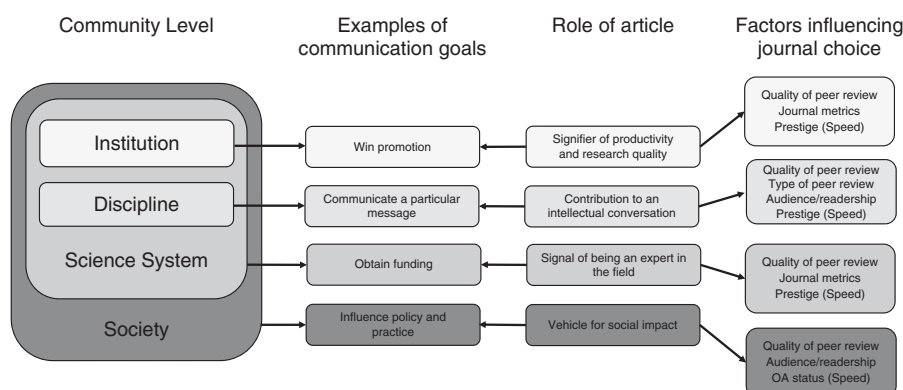 Community Level
Examples of
communication goals
Role of article
Factors influencing
journal choice
Institution
Win promotion
Signifier of productivity
and research quality
Quality of peer review
Journal metrics
Prestige (Speed)
Discipline
Communicate a particular
message
Contribution to an
intellectual conversation
Quality of peer review
Type of peer review
Audience/readership
Prestige (Speed)
Science System
Obtain funding
Signal of being an expert in
the field
Quality of peer review
Journal metrics
Prestige (Speed)
Society
Influence policy and
practice
Vehicle for social impact
Quality of peer review
Audience/readership
OA status (Speed)